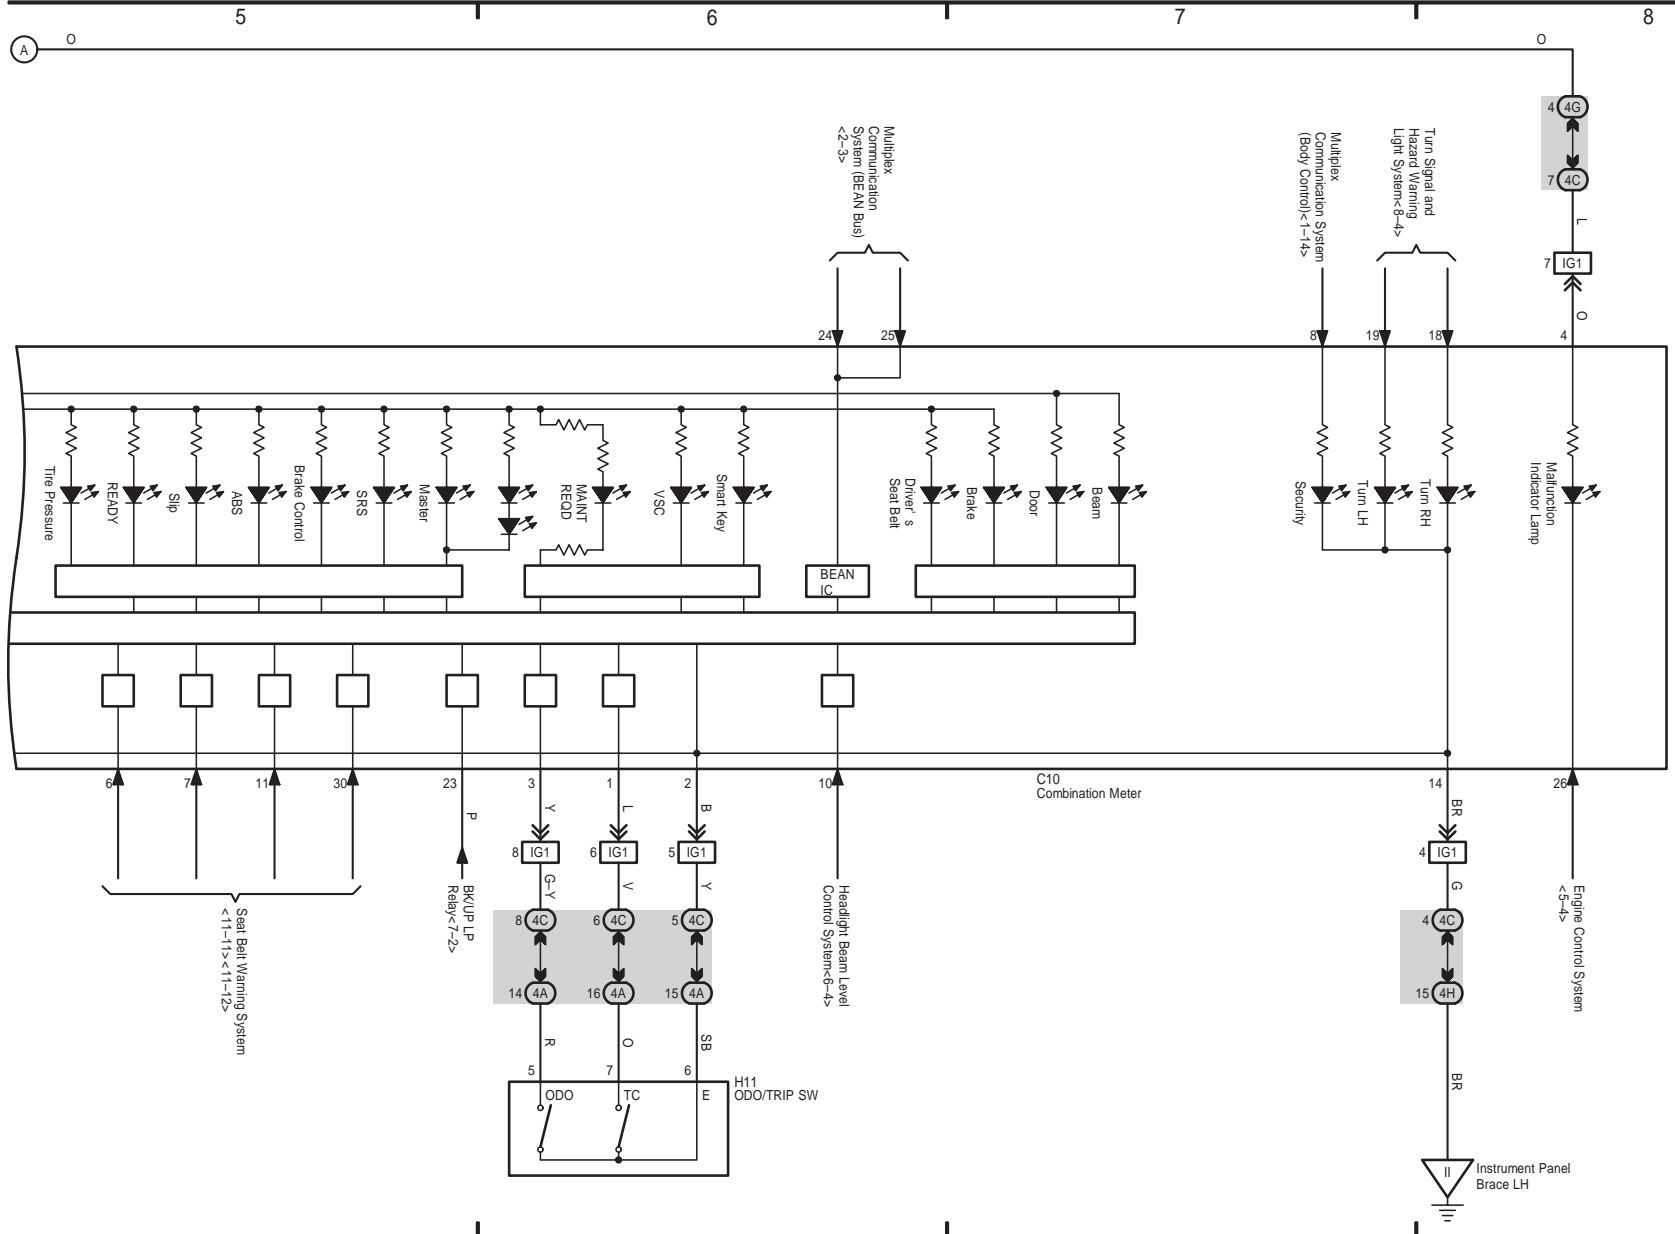 5
6
7
8
A
O
O
4 4G
7 4C
L
7 IG1
O
Multiplex
Communication
System (BEAN Bus)
<2–3>
Multiplex
Communication System
(Body Control)<1–14>
Turn Signal and
Hazard Warning
Light System<8–4>
24
25
8
19
18
4
Tire Pressure
READY
Slip
ABS
Brake Control
SRS
Master
MAINT
REQD
VSC
Smart Key
Driver' s
Seat Belt
Brake
Door
Beam
Security
Turn LH
Turn RH
Malfunction
Indicator Lamp
BEAN
IC
6
7
11
30
23
3
1
2
10
C10
Combination Meter
14
26
P
Y
L
B
BR
8 IG1
6 IG1
5 IG1
4 IG1
G–Y
V
Y
G
8 4C
6 4C
5 4C
4 4C
14 4A
16 4A
15 4A
15 4H
Seat Belt Warning System
<11–11><11–12>
BK/UP LP
Relay<7–2>
Headlight Beam Level
Control System<6–4>
Engine Control System
<5–4>
R
O
SB
BR
5
7
6
H11
ODO/TRIP SW
ODO
TC
E
II
Instrument Panel
Brace LH